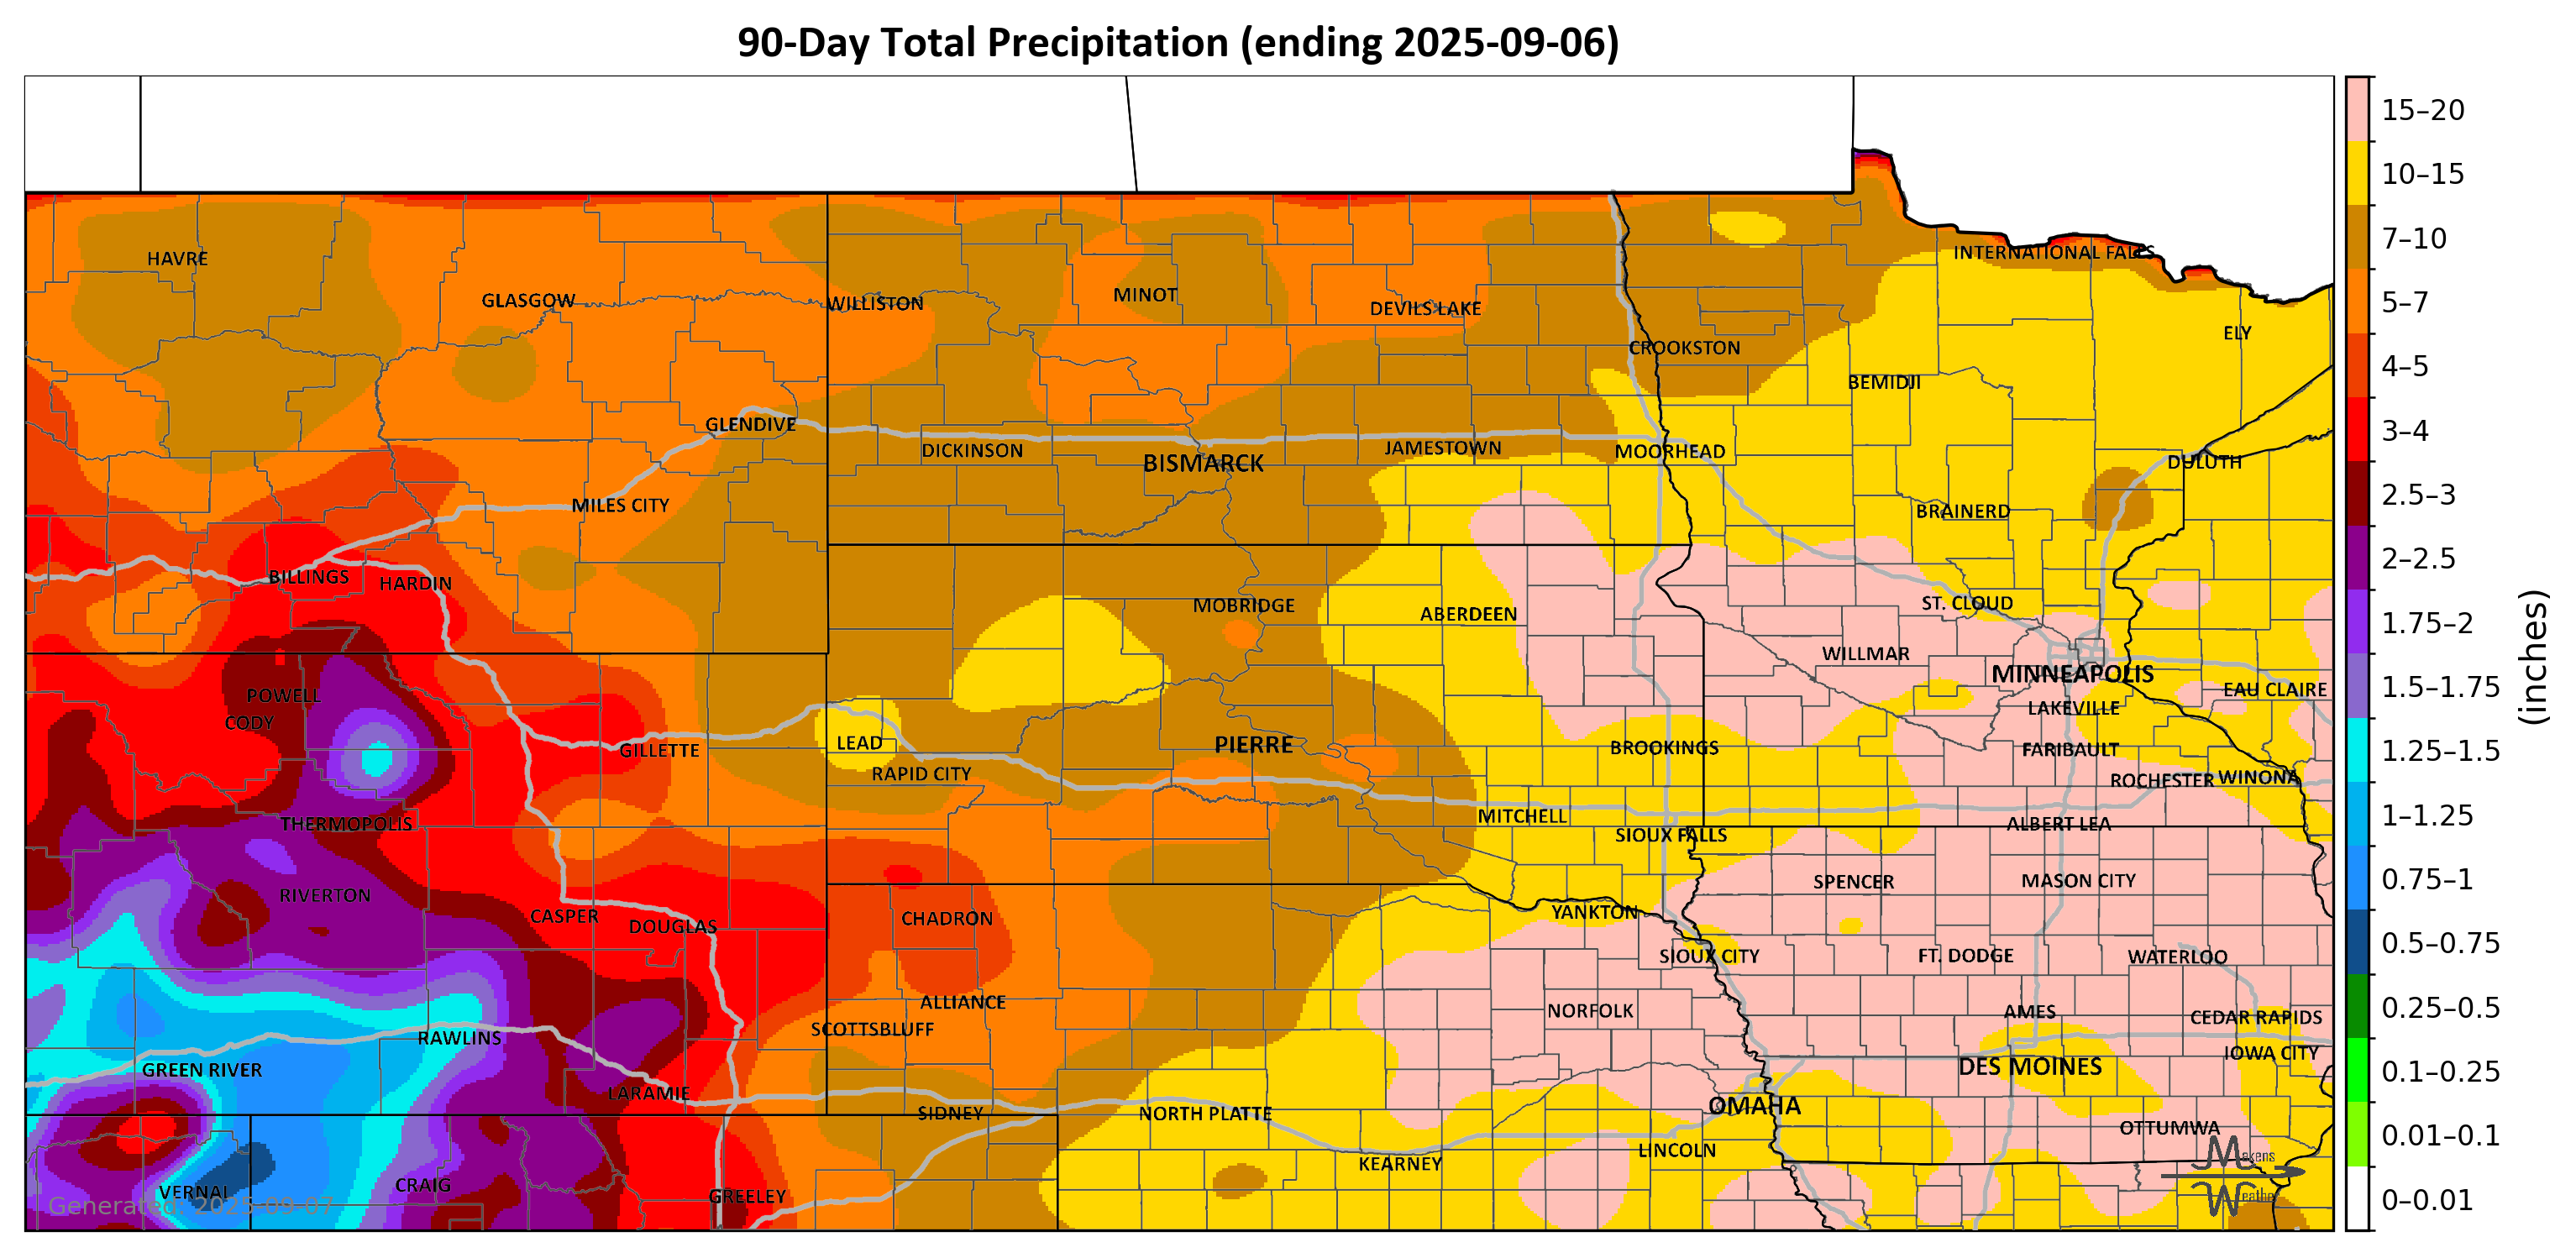 90-Day Total Precipitation (ending 2025-09-06)
15–20
10–15
7–10
5–7
4–5
3–4
2.5–3
2–2.5
1.75–2
1.5–1.75
1.25–1.5
1–1.25
0.75–1
0.5–0.75
0.25–0.5
0.1–0.25
0.01–0.1
0–0.01
(inches)
HAVRE
INTERNATIONAL FALLS
GLASGOW
WILLISTON
MINOT
DEVILS LAKE
ELY
CROOKSTON
BEMIDJI
GLENDIVE
DICKINSON
BISMARCK
JAMESTOWN
MOORHEAD
DULUTH
MILES CITY
BRAINERD
BILLINGS
HARDIN
MOBRIDGE
ABERDEEN
ST. CLOUD
WILLMAR
MINNEAPOLIS
POWELL
EAU CLAIRE
CODY
LAKEVILLE
GILLETTE
LEAD
PIERRE
BROOKINGS
FARIBAULT
RAPID CITY
ROCHESTER
WINONA
THERMOPOLIS
MITCHELL
SIOUX FALLS
ALBERT LEA
RIVERTON
SPENCER
MASON CITY
CASPER
DOUGLAS
CHADRON
YANKTON
SIOUX CITY
FT. DODGE
WATERLOO
ALLIANCE
NORFOLK
AMES
CEDAR RAPIDS
SCOTTSBLUFF
RAWLINS
IOWA CITY
GREEN RIVER
DES MOINES
LARAMIE
SIDNEY
NORTH PLATTE
OMAHA
OTTUMWA
LINCOLN
KEARNEY
VERNAL
CRAIG
GREELEY
Makens
Weather
Generated: 2025-09-07